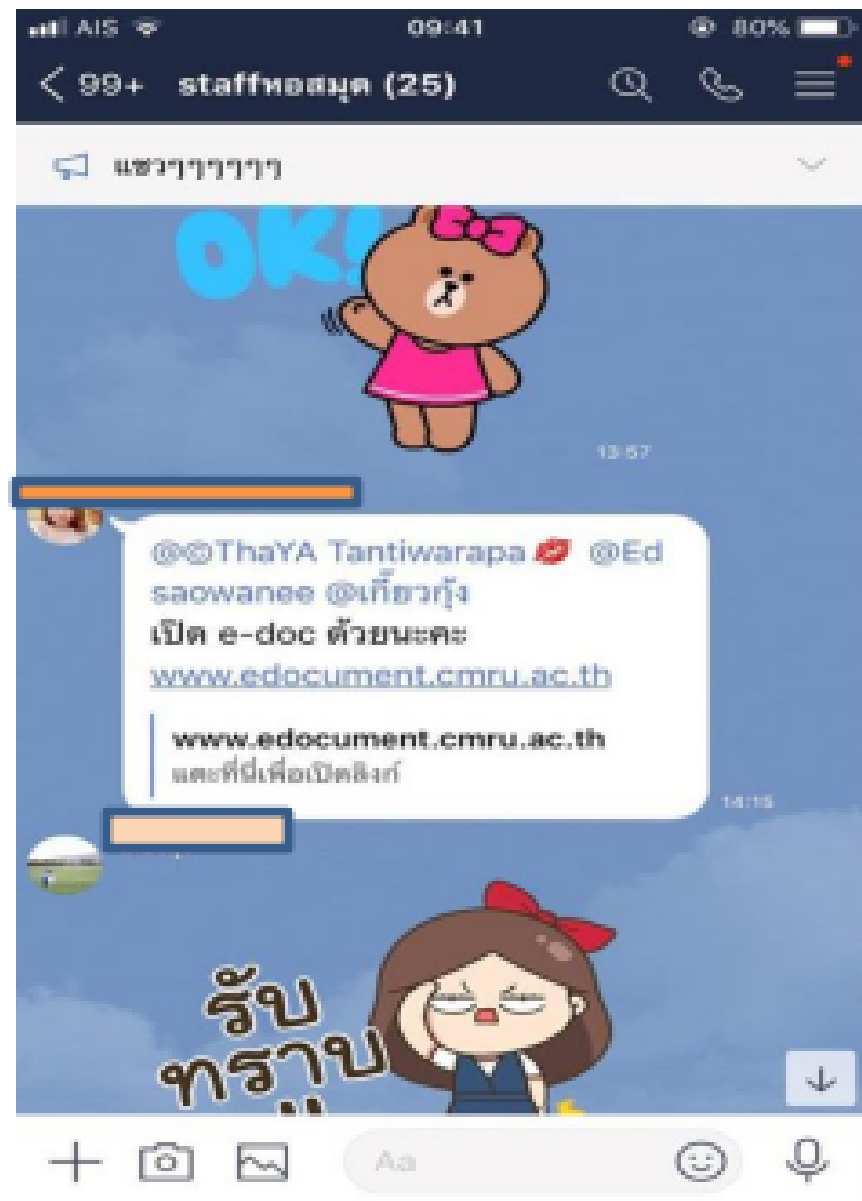 AIS 09:41 80%
99+ staffหอสมุด (25)
แซวๆๆๆๆๆๆ
OK!
13:57
@©ThaYA Tantiwarapa💋 @Ed
saowanee @เกี๊ยวกุ้ง
เปิด e-doc ด้วยนะคะ
www.edocument.cmru.ac.th
www.edocument.cmru.ac.th
แตะที่นี่เพื่อเปิดลิงก์
14:15
รับ
ทราบ
Aa